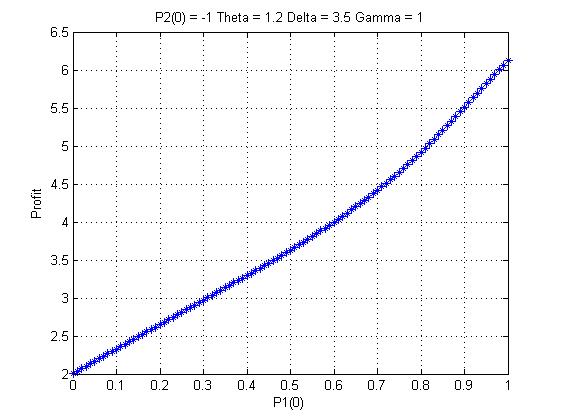 P2(0) = -1 Theta = 1.2 Delta = 3.5 Gamma = 1
6.5
6
5.5
5
4.5
4
3.5
3
2.5
2
Profit
0 0.1 0.2 0.3 0.4 0.5 0.6 0.7 0.8 0.9 1
P1(0)